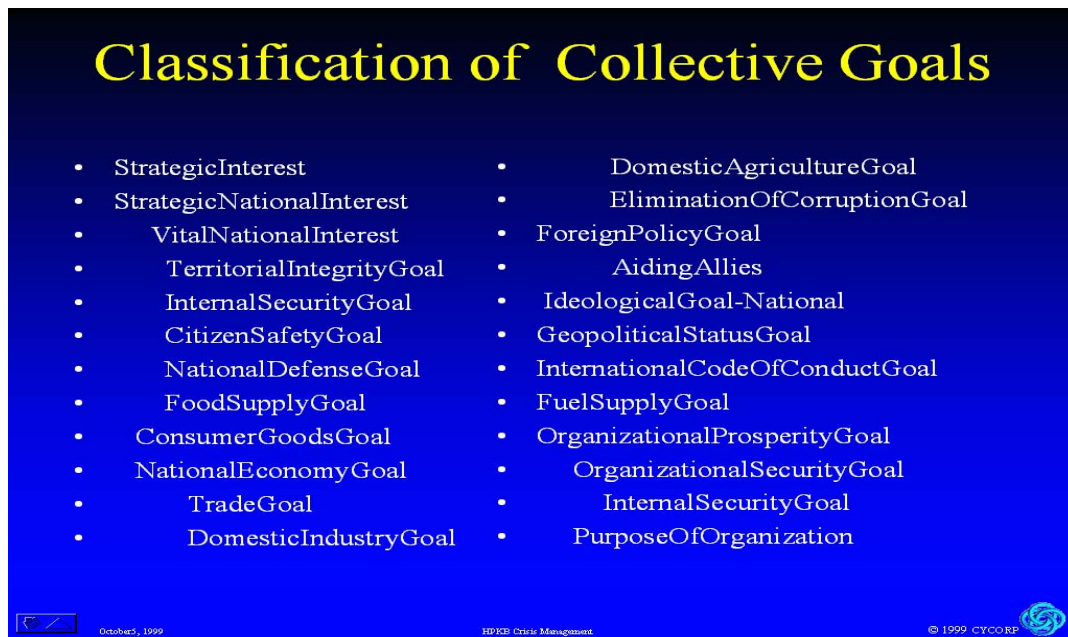 Classification of Collective Goals
• StrategicInterest
• StrategicNationalInterest
• VitalNationalInterest
• TerritorialIntegrityGoal
• InternalSecurityGoal
• CitizenSafetyGoal
• NationalDefenseGoal
• FoodSupplyGoal
• ConsumerGoodsGoal
• NationalEconomyGoal
• TradeGoal
• DomesticIndustryGoal
• DomesticAgricultureGoal
• EliminationOfCorruptionGoal
• ForeignPolicyGoal
• AidingAllies
• IdeologicalGoal-National
• GeopoliticalStatusGoal
• InternationalCodeOfConductGoal
• FuelSupplyGoal
• OrganizationalProsperityGoal
• OrganizationalSecurityGoal
• InternalSecurityGoal
• PurposeOfOrganization
October5, 1999
HPKB Crisis Management
© 1999 CYCORP